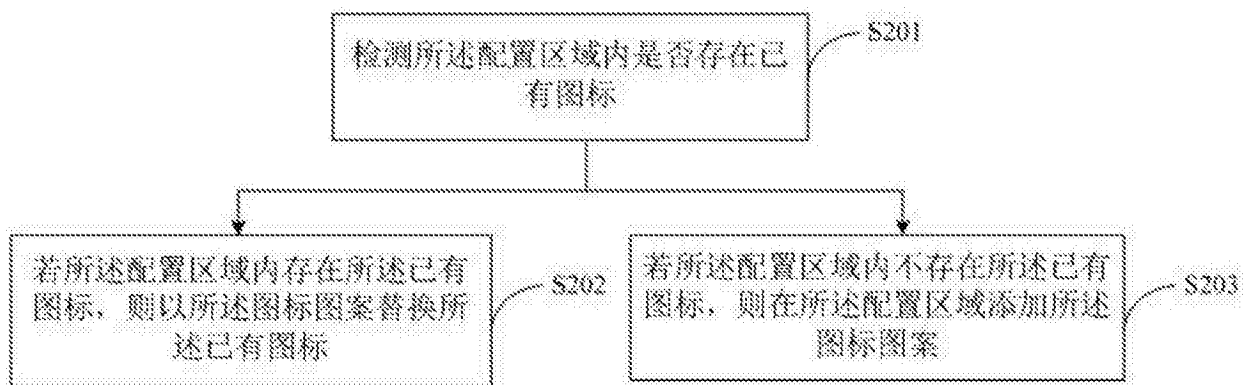 检测所述配置区域内是否存在已
有图标
S201
若所述配置区域内存在所述已有
图标，则以所述图标图案替换所
述已有图标
S202
若所述配置区域内不存在所述已有
图标，则在所述配置区域添加所述
图标图案
S203